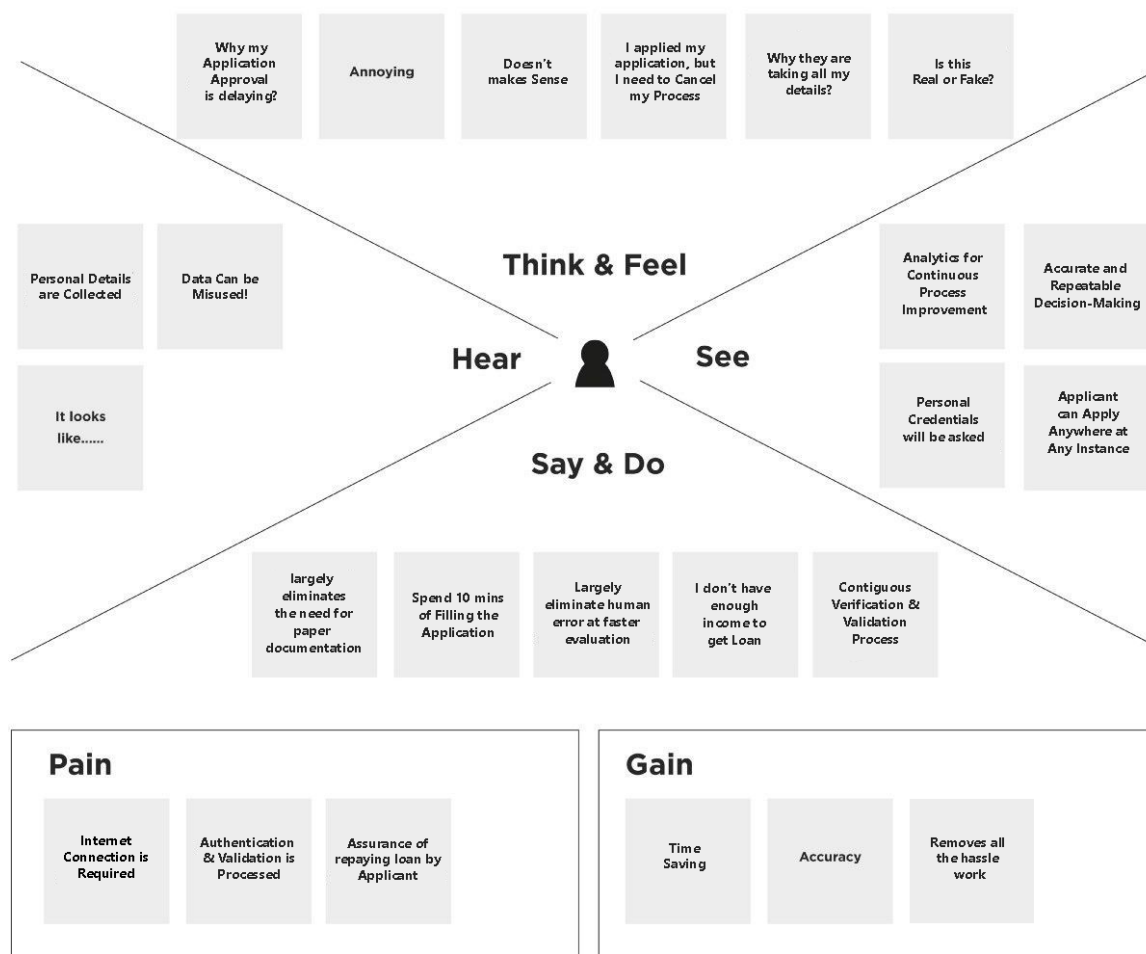 Why my
Application
Approval
is delaying?
Annoying
Doesn't
makes Sense
I applied my
application, but
I need to Cancel
my Process
Why they are
taking all my
details?
Is this
Real or Fake?
Think & Feel
Personal Details
are Collected
Data Can be
Misused!
It looks
like......
Hear
See
Analytics for
Continuous
Process
Improvement
Accurate and
Repeatable
Decision-Making
Personal
Credentials
will be asked
Applicant
can Apply
Anywhere at
Any Instance
Say & Do
largely
eliminates
the need for
paper
documentation
Spend 10 mins
of Filling the
Application
Largely
eliminate human
error at faster
evaluation
I don't have
enough
income to
get Loan
Contiguous
Verification &
Validation
Process
Pain
Internet
Connection is
Required
Authentication
& Validation is
Processed
Assurance of
repaying loan by
Applicant
Gain
Time
Saving
Accuracy
Removes all
the hassle
work